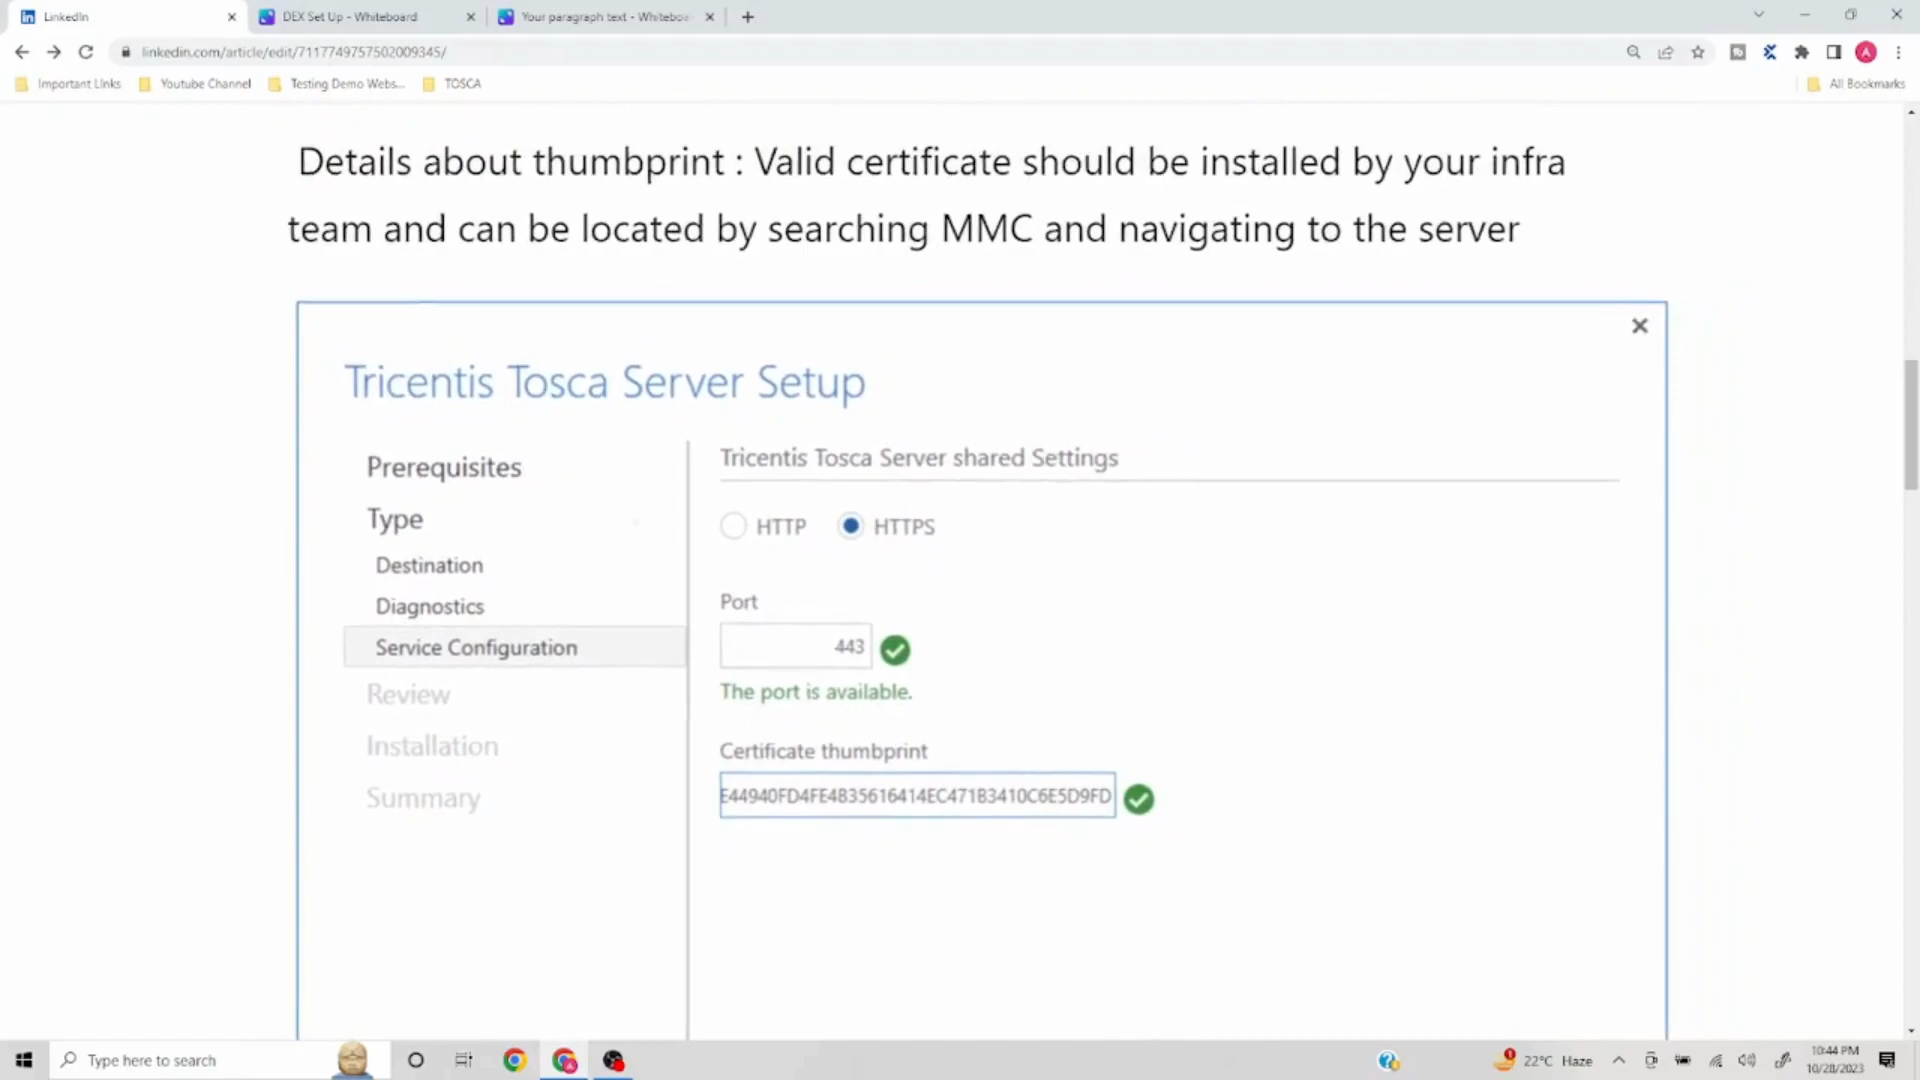 LinkedIn
DEX Set Up - Whiteboard
Your paragraph text - Whiteboa
linkedin.com/article/edit/7117749757502009345/
Important Links
Youtube Channel
Testing Demo Webs...
TOSCA
All Bookmarks
Details about thumbprint : Valid certificate should be installed by your infra
team and can be located by searching MMC and navigating to the server
Tricentis Tosca Server Setup
Prerequisites
Type
Destination
Diagnostics
Service Configuration
Review
Installation
Summary
Tricentis Tosca Server shared Settings
HTTP
HTTPS
Port
443
The port is available.
Certificate thumbprint
E44940FD4FE4B35616414EC471B3410C6E5D9FD
Type here to search
22°C Haze
10:44 PM
10/28/2023